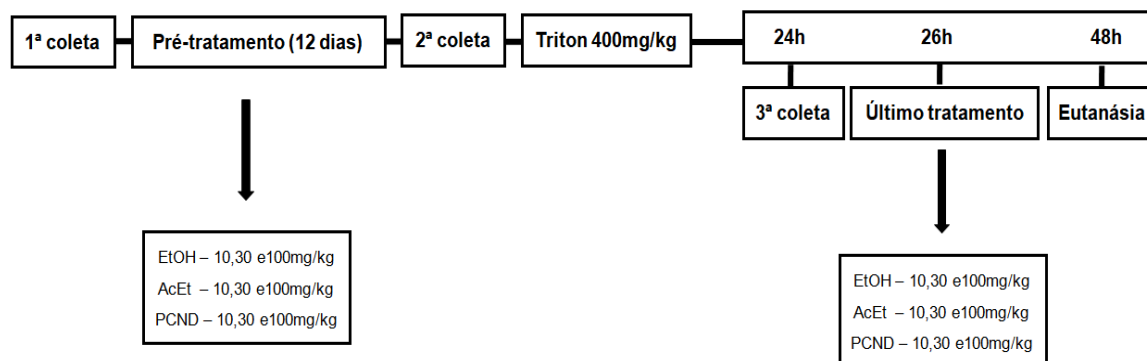 1ª coleta
Pré-tratamento (12 dias)
2ª coleta
Triton 400mg/kg
24h
26h
48h
3ª coleta
Último tratamento
Eutanásia
EtOH – 10,30 e100mg/kg
AcEt – 10,30 e100mg/kg
PCND – 10,30 e100mg/kg
EtOH – 10,30 e100mg/kg
AcEt – 10,30 e100mg/kg
PCND – 10,30 e100mg/kg